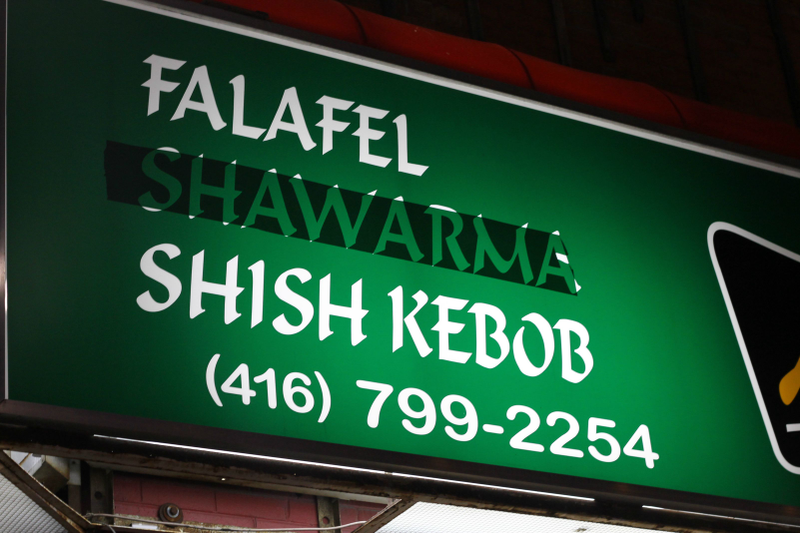 FALAFEL
SHAWARMA
SHISH KEBOB
(416) 799-2254